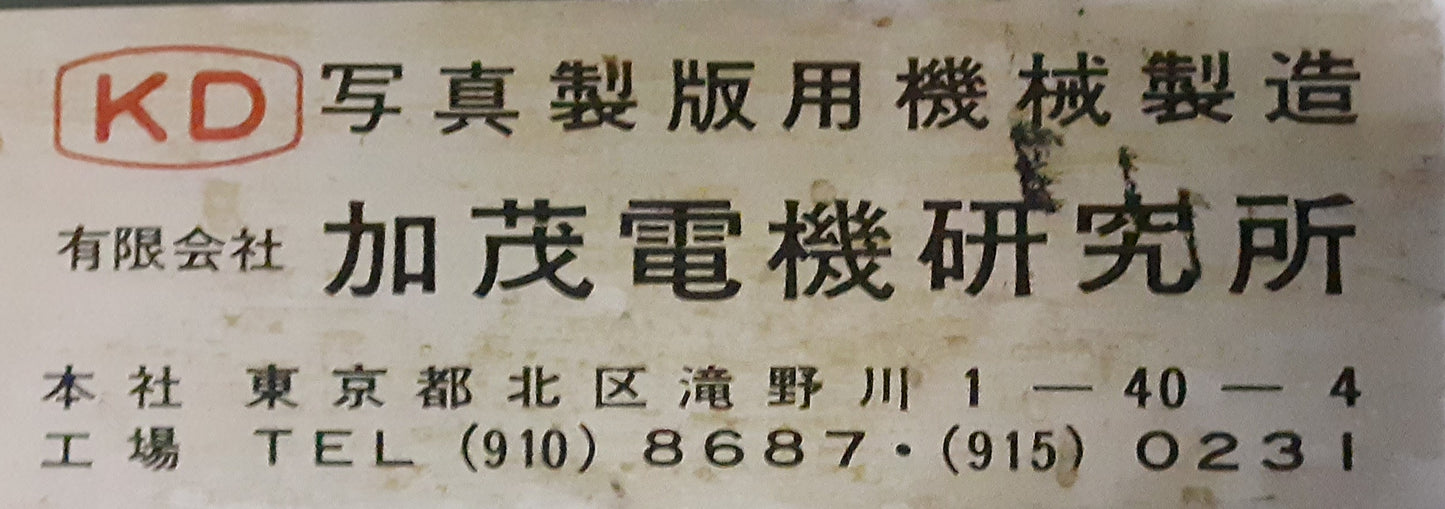 KD 写真製版用機械製造
有限会社 加茂電機研究所
本社 東京都北区滝野川1—40—4
工場 TEL (910) 8687・(915) 0231